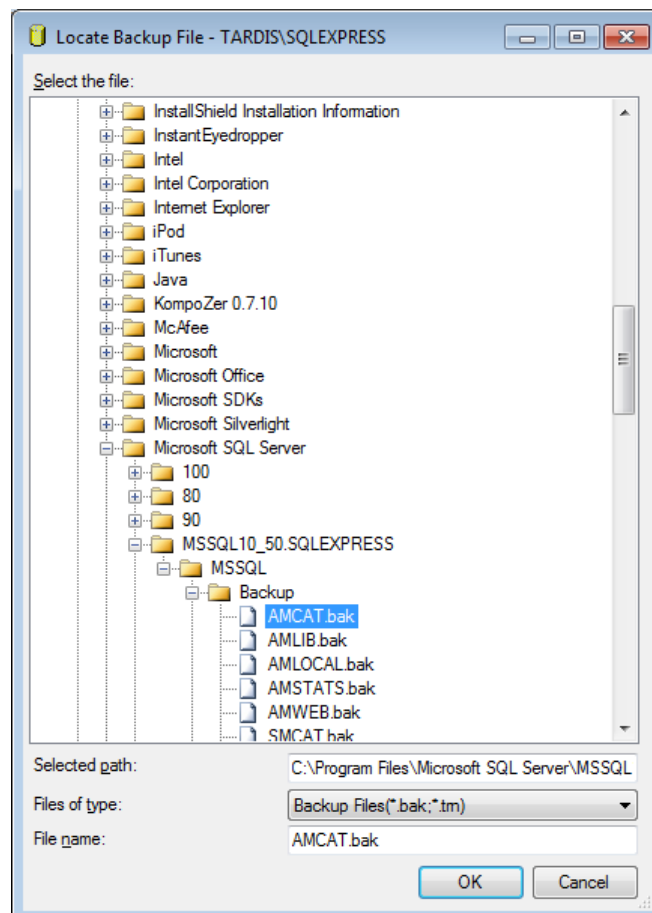 Locate Backup File - TARDIS\SQLEXPRESS
Select the file:
InstallShield Installation Information
InstantEyedropper
Intel
Intel Corporation
Internet Explorer
iPod
iTunes
Java
KompoZer 0.7.10
McAfee
Microsoft
Microsoft Office
Microsoft SDKs
Microsoft Silverlight
Microsoft SQL Server
100
80
90
MSSQL10_50.SQLEXPRESS
MSSQL
Backup
AMCAT.bak
AMLIB.bak
AMLOCAL.bak
AMSTATS.bak
AMWEB.bak
SMCAT.bak
Selected path: C:\Program Files\Microsoft SQL Server\MSSQL
Files of type: Backup Files(*.bak;*.trn)
File name: AMCAT.bak
OK Cancel